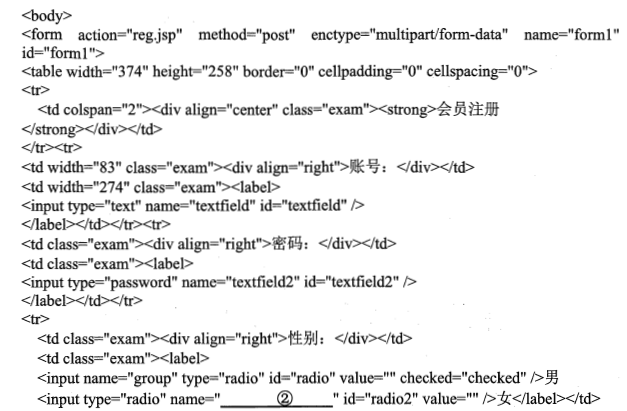 <body>
<form action="reg.jsp" method="post" enctype="multipart/form-data" name="form1"
id="form1">
<table width="374" height="258" border="0" cellpadding="0" cellspacing="0">
<tr>
<td colspan="2"><div align="center" class="exam"><strong>会员注册
</strong></div></td>
</tr><tr>
<td width="83" class="exam"><div align="right">账号：</div></td>
<td width="274" class="exam"><label>
<input type="text" name="textfield" id="textfield" />
</label></td></tr><tr>
<td class="exam"><div align="right">密码：</div></td>
<td class="exam"><label>
<input type="password" name="textfield2" id="textfield2" />
</label></td></tr>
<tr>
<td class="exam"><div align="right">性别：</div></td>
<td class="exam"><label>
<input name="group" type="radio" id="radio" value="" checked="checked" />男
<input type="radio" name="____②____" id="radio2" value="" />女</label></td>